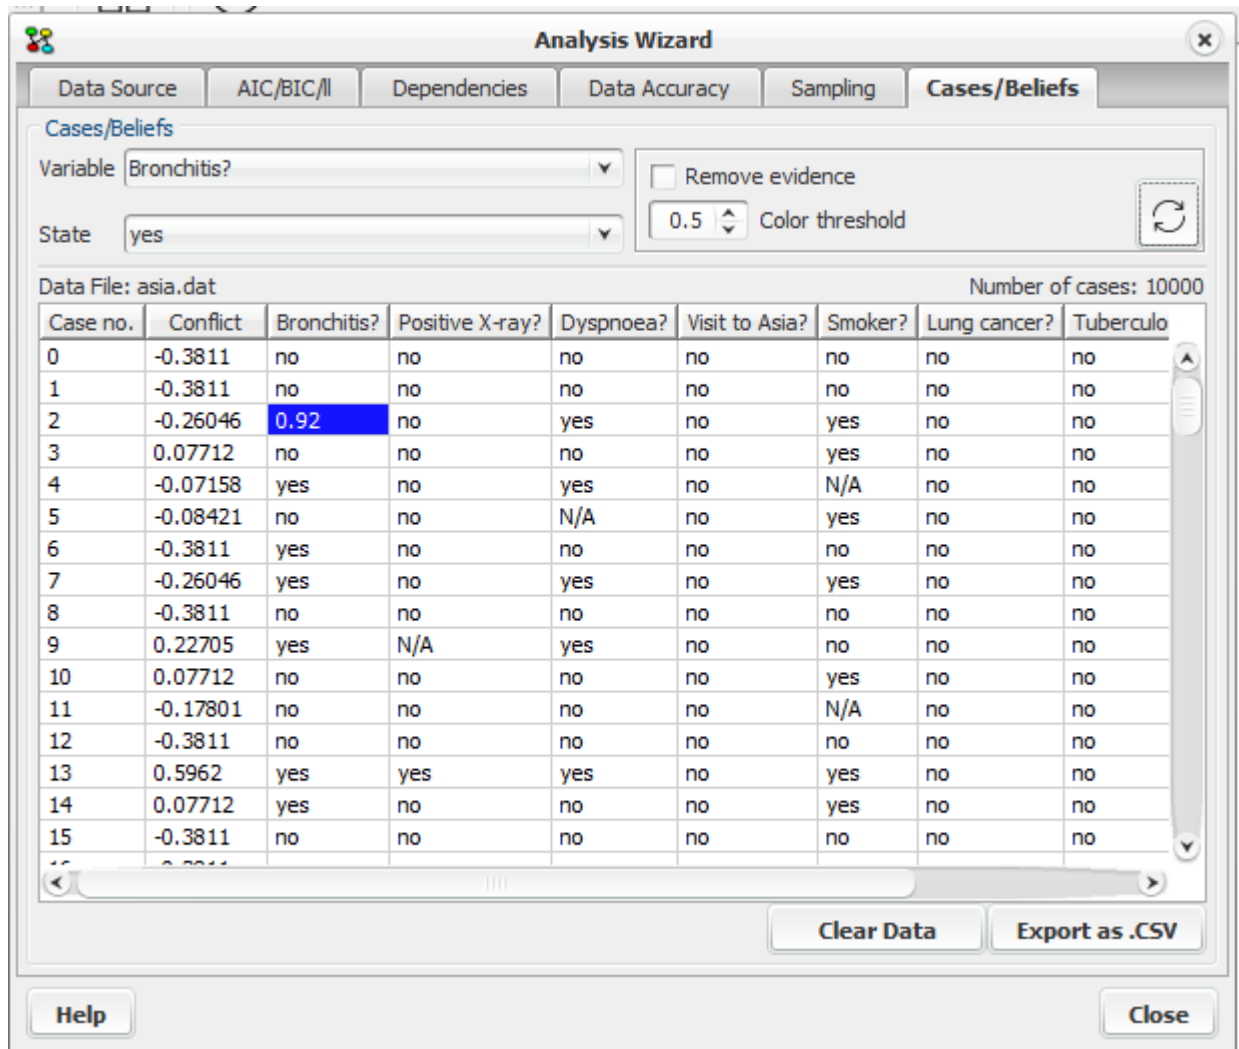 Analysis Wizard
Data Source AIC/BIC/ll Dependencies Data Accuracy Sampling Cases/Beliefs
Cases/Beliefs
Variable Bronchitis? Remove evidence
0.5 Color threshold
State yes
Data File: asia.dat Number of cases: 10000
Case no. Conflict Bronchitis? Positive X-ray? Dyspnoea? Visit to Asia? Smoker? Lung cancer? Tuberculo
0 -0.3811 no no no no no no no
1 -0.3811 no no no no no no no
2 -0.26046 0.92 no yes no yes no no
3 0.07712 no no no no yes no no
4 -0.07158 yes no yes no N/A no no
5 -0.08421 no no N/A no yes no no
6 -0.3811 yes no no no no no no
7 -0.26046 yes no yes no yes no no
8 -0.3811 no no no no no no no
9 0.22705 yes N/A yes no no no no
10 0.07712 no no no no yes no no
11 -0.17801 no no no no N/A no no
12 -0.3811 no no no no no no no
13 0.5962 yes yes yes no yes no no
14 0.07712 yes no no no yes no no
15 -0.3811 no no no no no no no
Clear Data Export as .CSV
Help Close